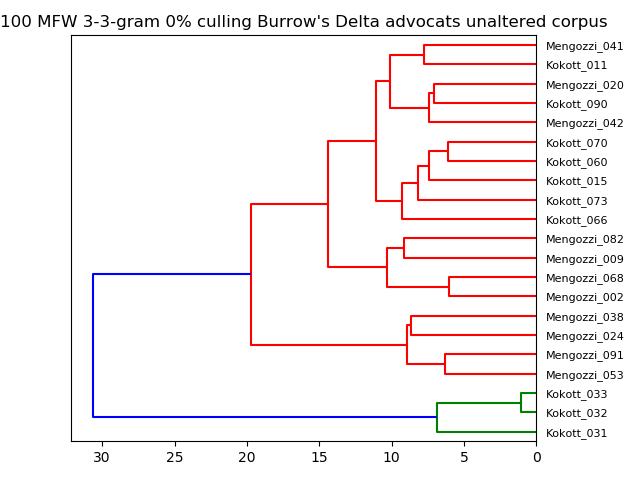 100 MFW 3-3-gram 0% culling Burrow's Delta advocats unaltered corpus
Mengozzi_041
Kokott_011
Mengozzi_020
Kokott_090
Mengozzi_042
Kokott_070
Kokott_060
Kokott_015
Kokott_073
Kokott_066
Mengozzi_082
Mengozzi_009
Mengozzi_068
Mengozzi_002
Mengozzi_038
Mengozzi_024
Mengozzi_091
Mengozzi_053
Kokott_033
Kokott_032
Kokott_031
30 25 20 15 10 5 0